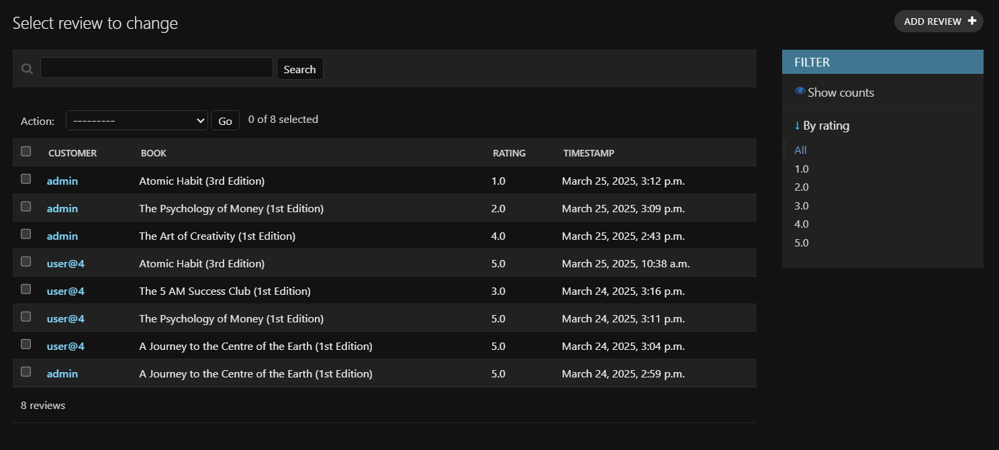 Select review to change
ADD REVIEW
Search
Action: --------- Go 0 of 8 selected
CUSTOMER BOOK RATING TIMESTAMP
admin Atomic Habit (3rd Edition) 1.0 March 25, 2025, 3:12 p.m.
admin The Psychology of Money (1st Edition) 2.0 March 25, 2025, 3:09 p.m.
admin The Art of Creativity (1st Edition) 4.0 March 25, 2025, 2:43 p.m.
user@4 Atomic Habit (3rd Edition) 5.0 March 25, 2025, 10:38 a.m.
user@4 The 5 AM Success Club (1st Edition) 3.0 March 24, 2025, 3:16 p.m.
user@4 The Psychology of Money (1st Edition) 5.0 March 24, 2025, 3:11 p.m.
user@4 A Journey to the Centre of the Earth (1st Edition) 5.0 March 24, 2025, 3:04 p.m.
admin A Journey to the Centre of the Earth (1st Edition) 5.0 March 24, 2025, 2:59 p.m.
8 reviews
FILTER
Show counts
↓ By rating
All
1.0
2.0
3.0
4.0
5.0